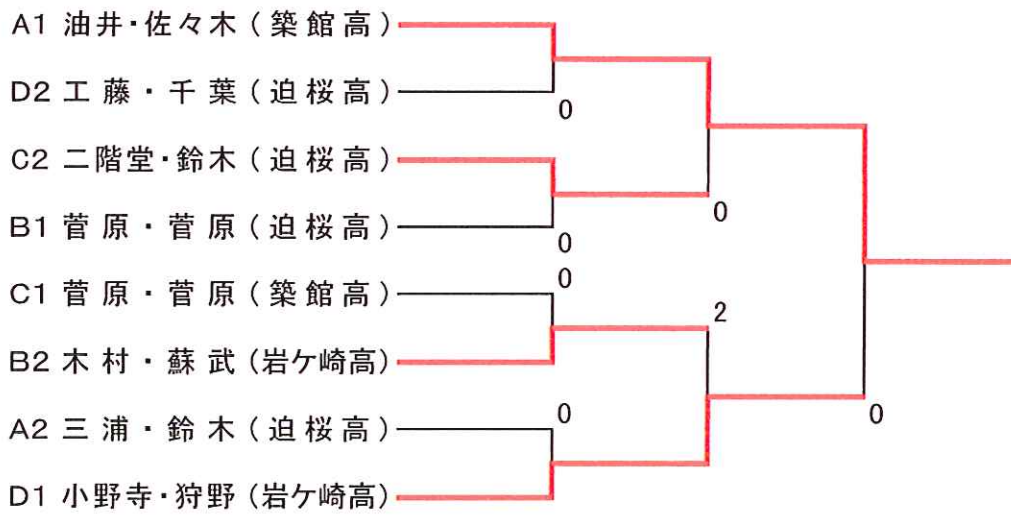 A1 油井・佐々木(築館高)
D2 工藤・千葉(迫桜高)
0
C2 二階堂・鈴木(迫桜高)
0
B1 菅原・菅原(迫桜高)
0
0
C1 菅原・菅原(築館高)
2
B2 木村・蘇武(岩ケ崎高)
0
0
A2 三浦・鈴木(迫桜高)
D1 小野寺・狩野(岩ケ崎高)